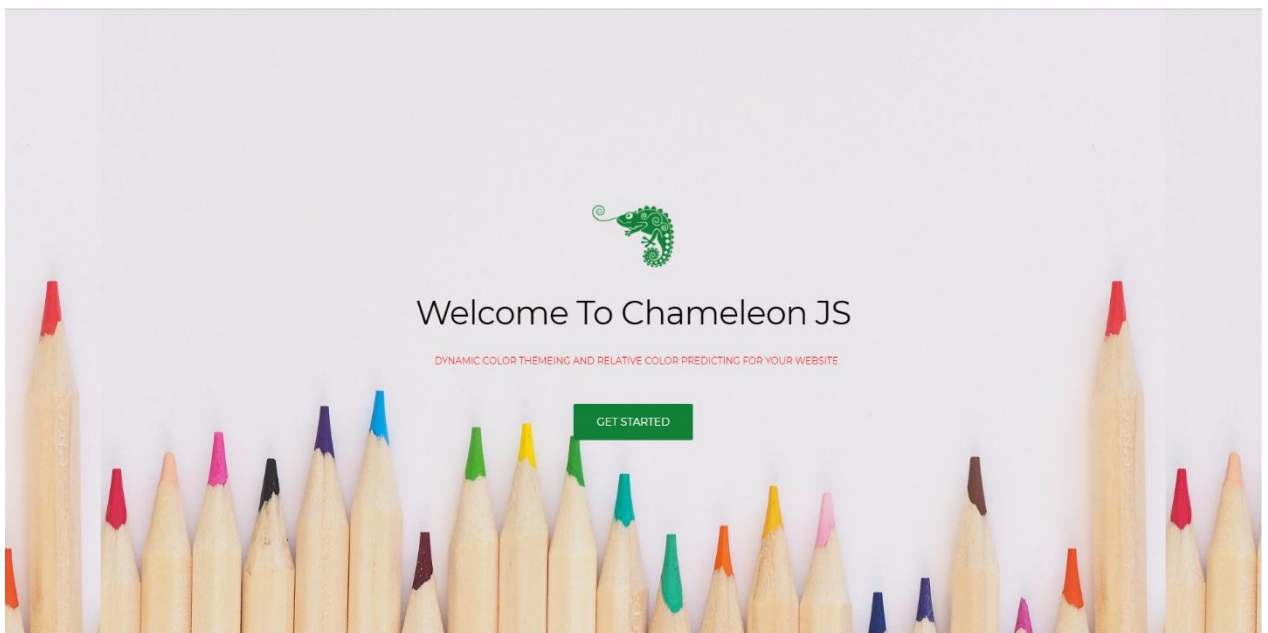 Welcome To Chameleon JS
DYNAMIC COLOR THEMEING AND RELATIVE COLOR PREDICTING FOR YOUR WEBSITE
GET STARTED